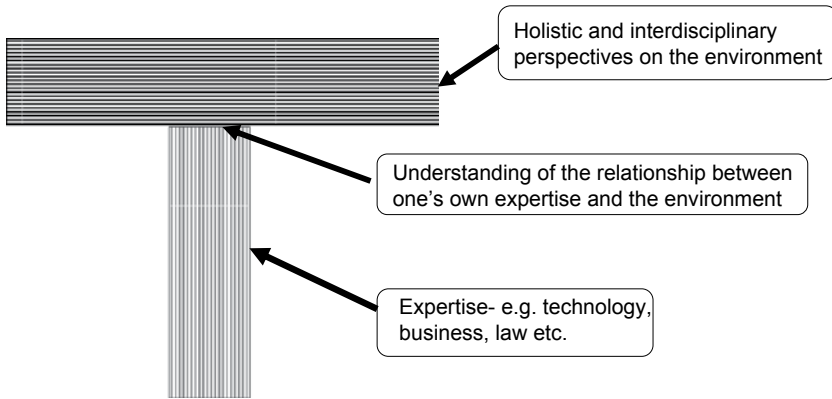 Holistic and interdisciplinary
perspectives on the environment
Understanding of the relationship between
one’s own expertise and the environment
Expertise- e.g. technology,
business, law etc.